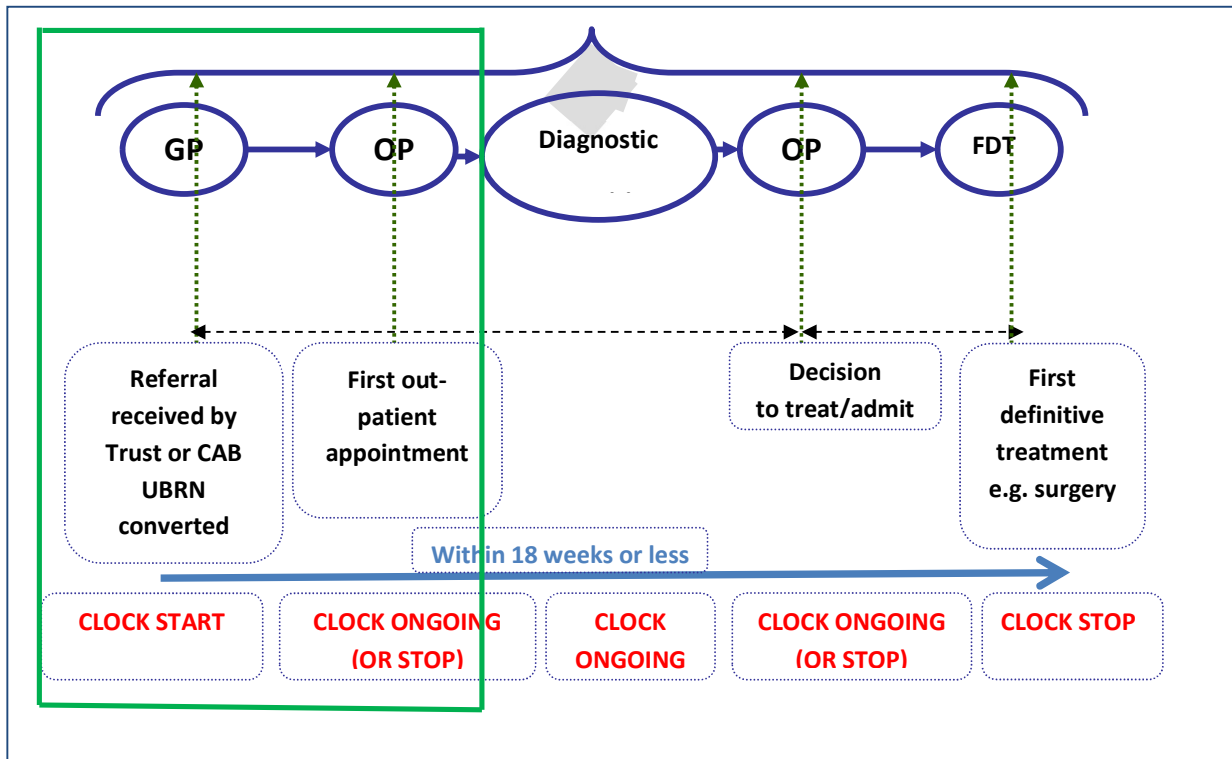 GP
OP
Diagnostic
OP
FDT
Referral
received by
Trust or CAB
UBRN
converted
First out-
patient
appointment
Decision
to treat/admit
First
definitive
treatment
e.g. surgery
Within 18 weeks or less
CLOCK START
CLOCK ONGOING
(OR STOP)
CLOCK
ONGOING
CLOCK ONGOING
(OR STOP)
CLOCK STOP